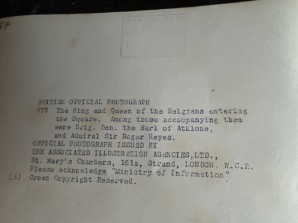 BRITISH OFFICIAL PHOTOGRAPH
The King and Queen of the Belgians entering
the Square. Among those accompanying them
were Brig. Gen. the Earl of Athlone,
and Admiral Sir Roger Keyes.
OFFICIAL PHOTOGRAPH ISSUED BY
THE ASSOCIATED ILLUSTRATION AGENCIES, LTD.,
St. Mary's Chambers, 161a, Strand, LONDON. W.C.2.
Please acknowledge "Ministry of Information"
Crown Copyright Reserved.